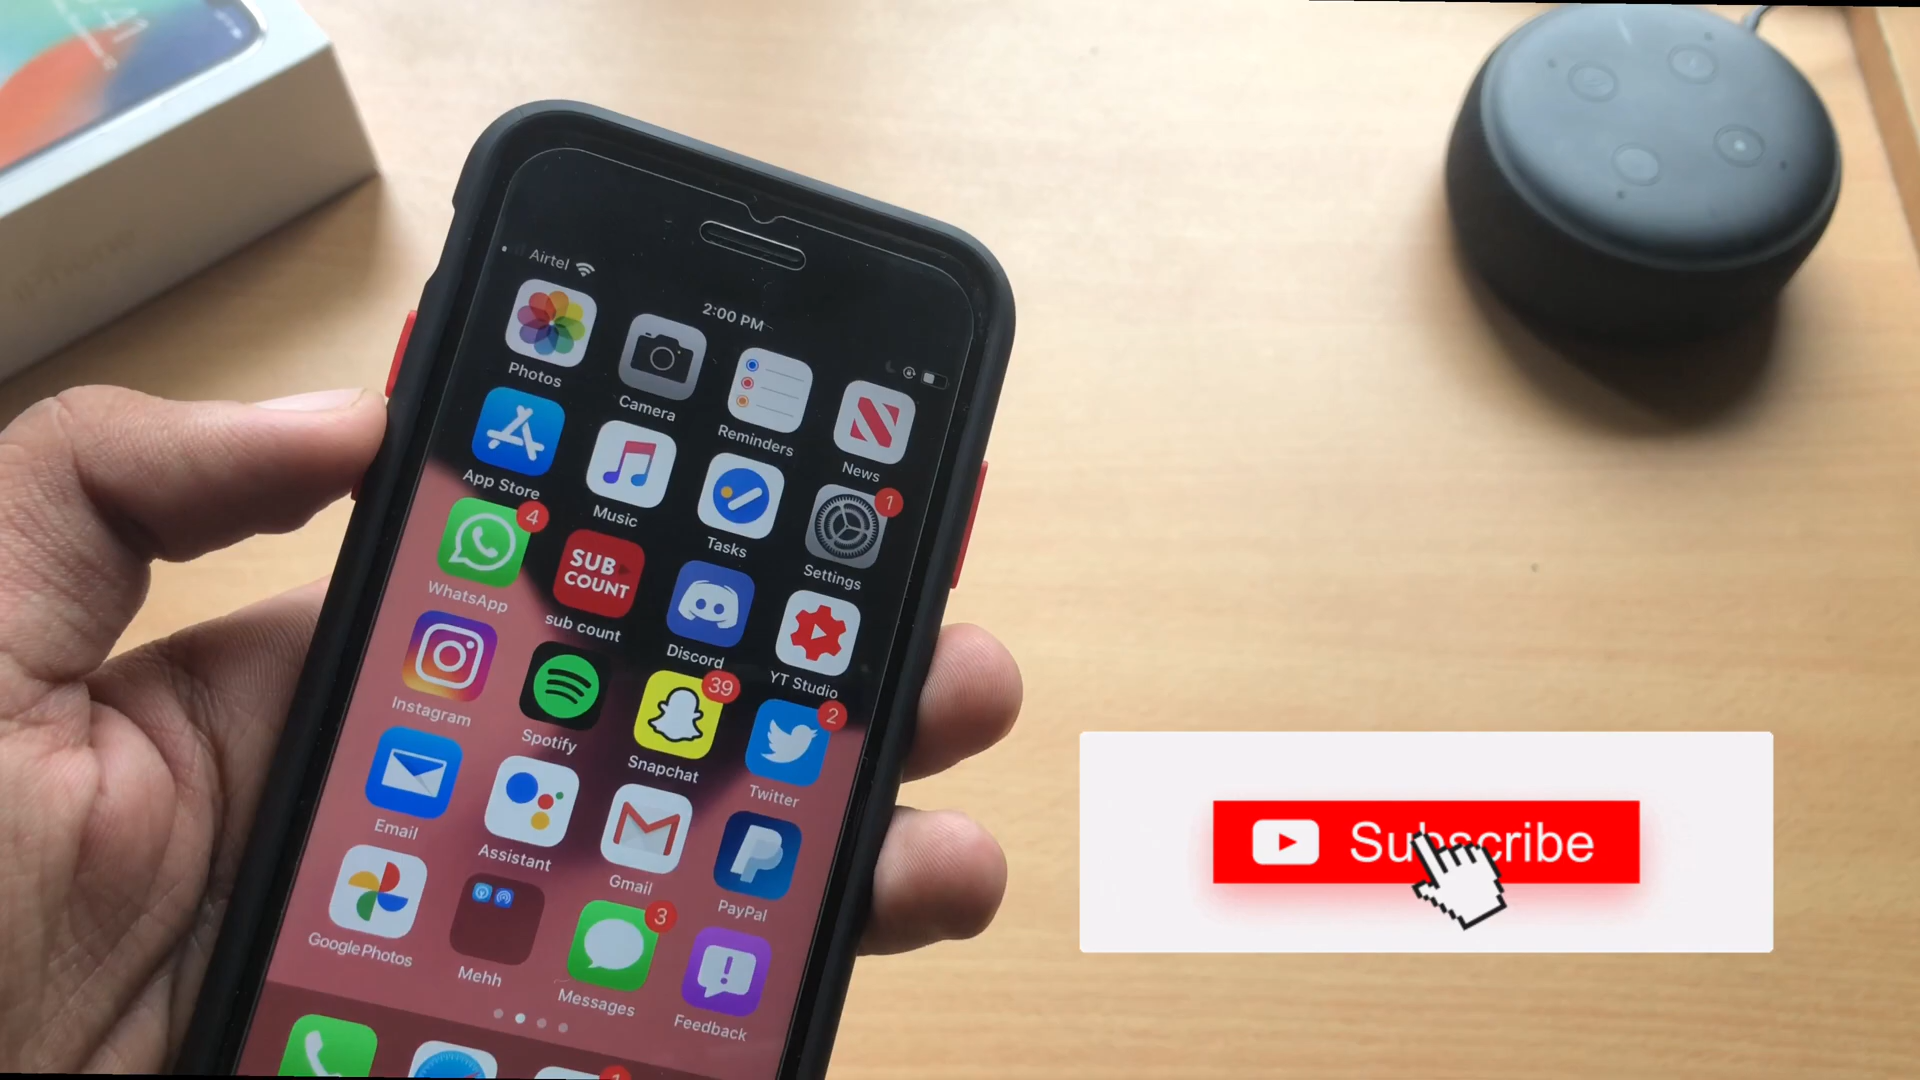 Airtel
2:00 PM
Photos
Camera
Reminders
News
App Store
Music
Tasks
1
Settings
4
WhatsApp
SUB
COUNT
sub count
Discord
YT Studio
Instagram
Spotify
39
Snapchat
2
Twitter
Email
Assistant
Gmail
PayPal
Google Photos
Mehh
3
Messages
Feedback
1
Subscribe